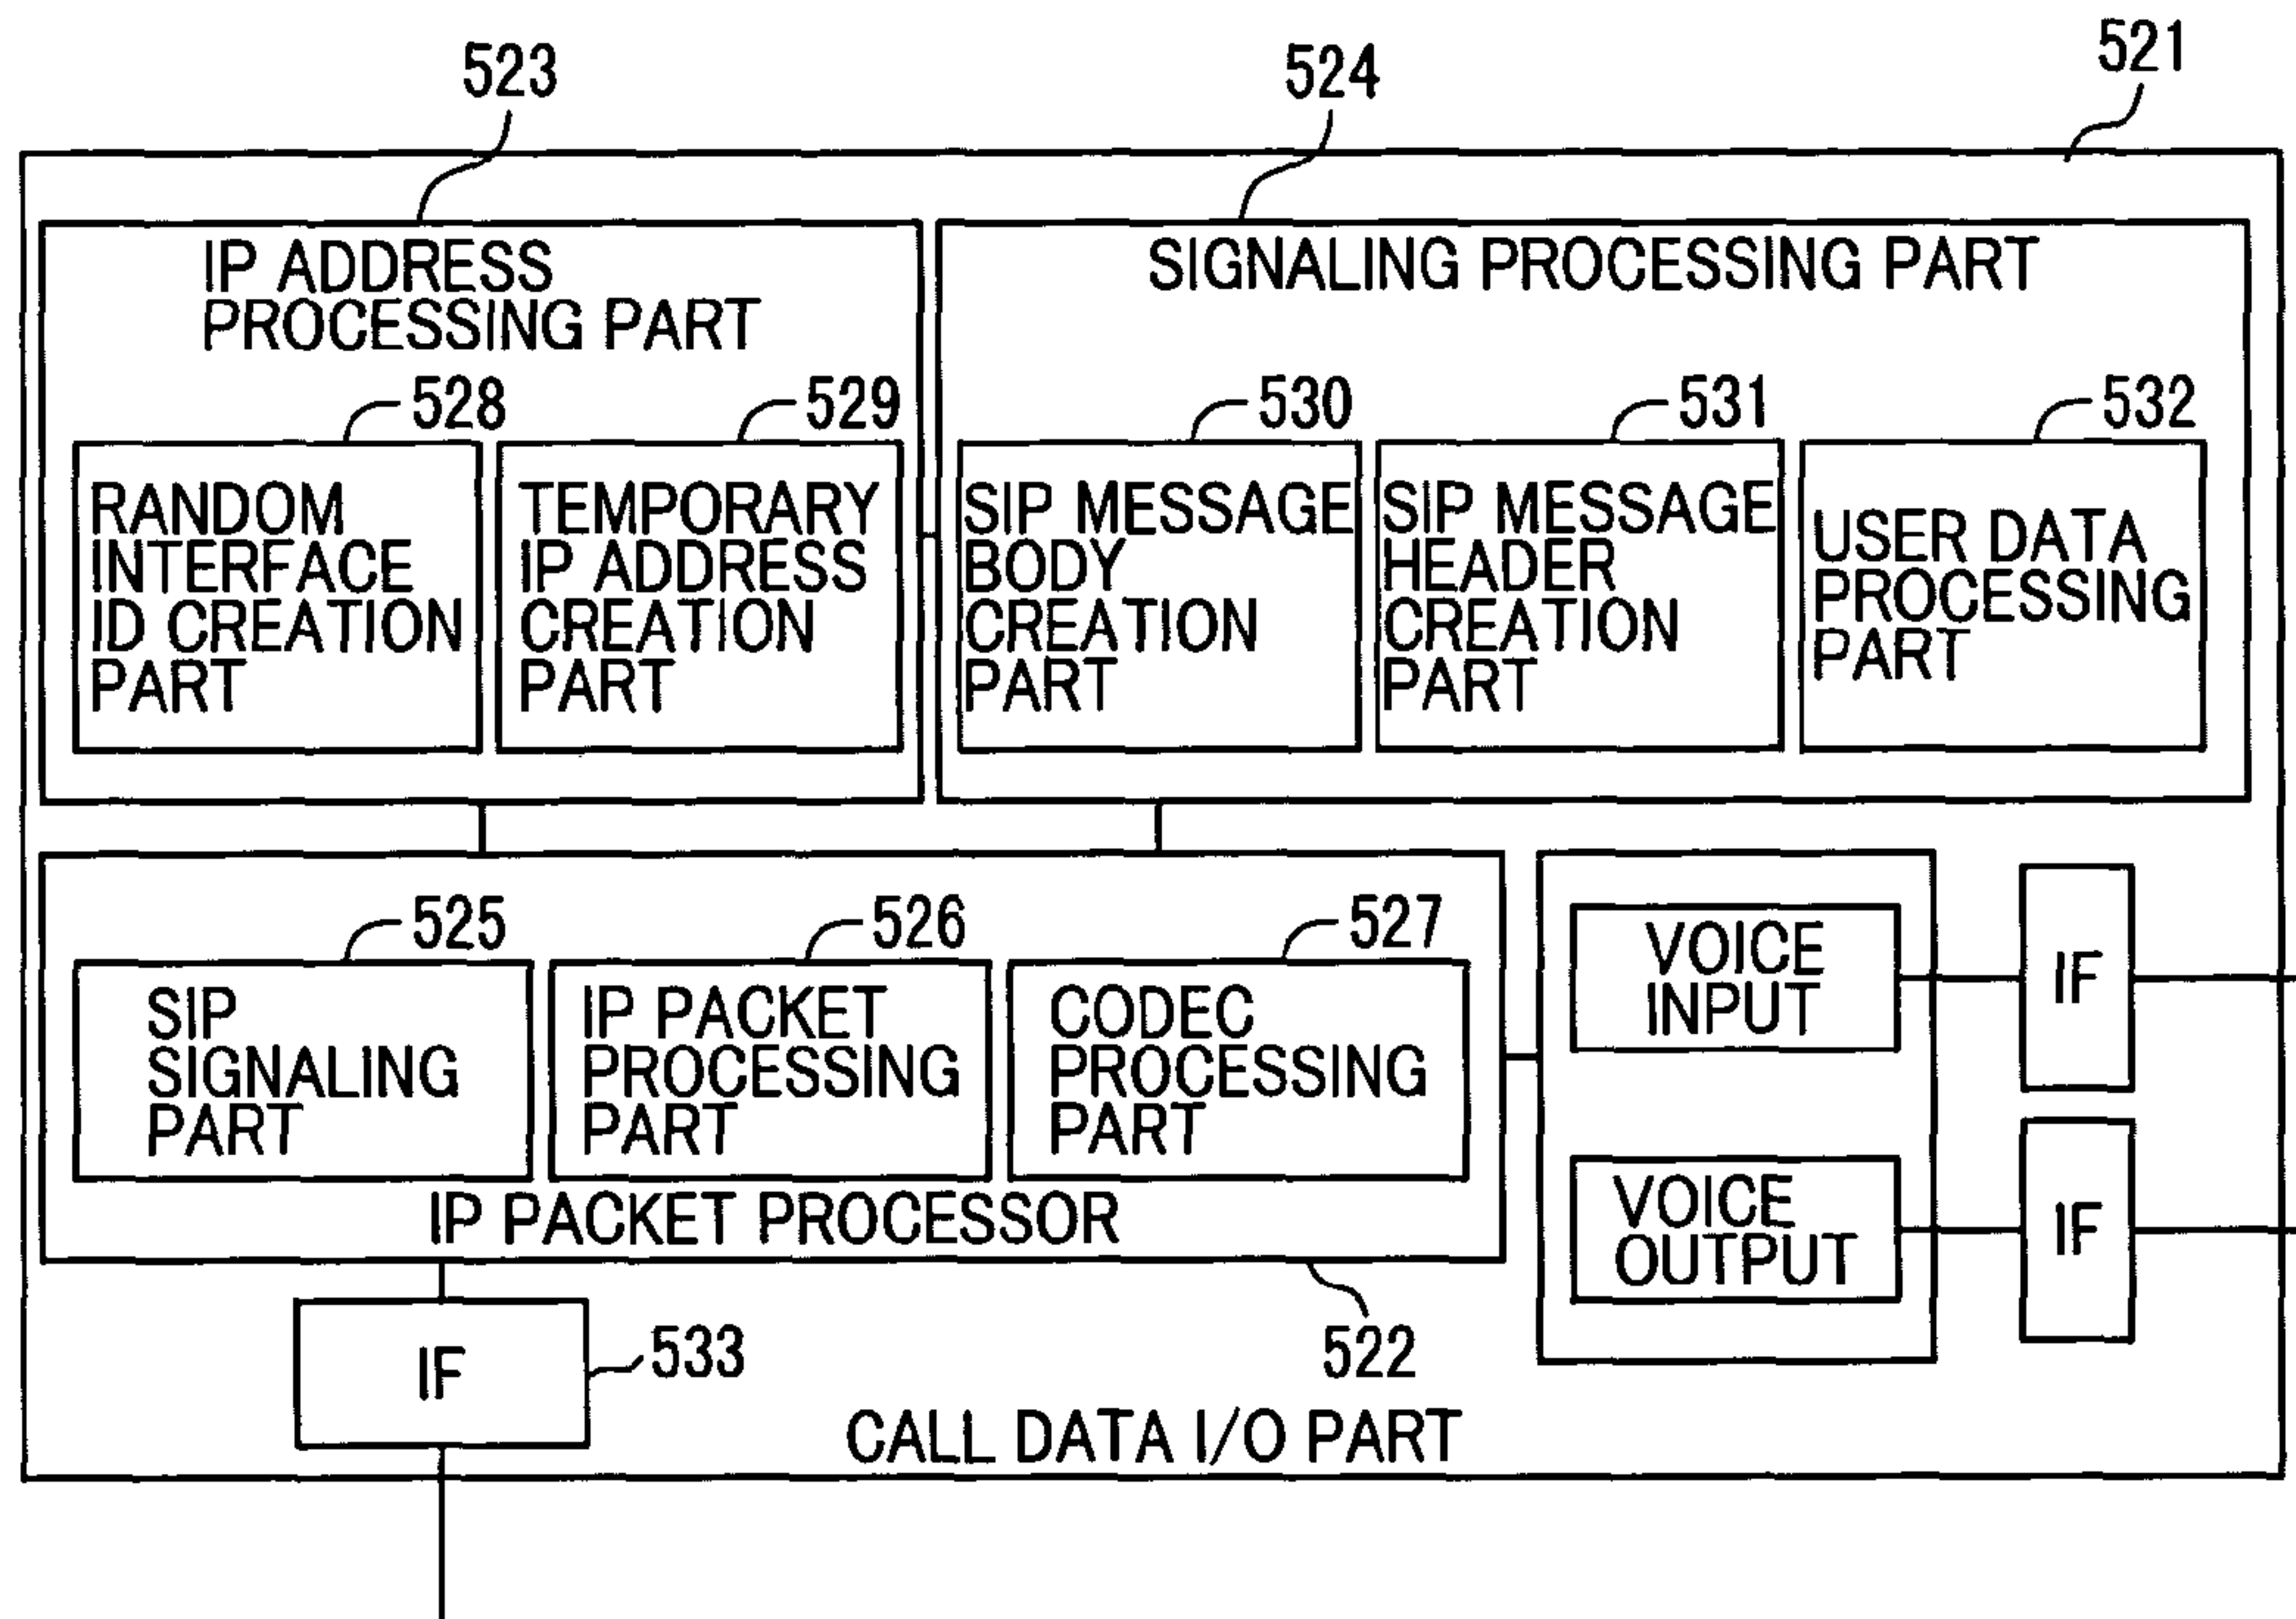 523
524
521
IP ADDRESS
PROCESSING PART
SIGNALING PROCESSING PART
528
529
530
531
532
RANDOM
INTERFACE
ID CREATION
PART
TEMPORARY
IP ADDRESS
CREATION
PART
SIP MESSAGE
BODY
CREATION
PART
SIP MESSAGE
HEADER
CREATION
PART
USER DATA
PROCESSING
PART
525
526
527
SIP
SIGNALING
PART
IP PACKET
PROCESSING
PART
CODEC
PROCESSING
PART
IP PACKET PROCESSOR
VOICE
INPUT
IF
VOICE
OUTPUT
IF
IF
533
522
CALL DATA I/O PART